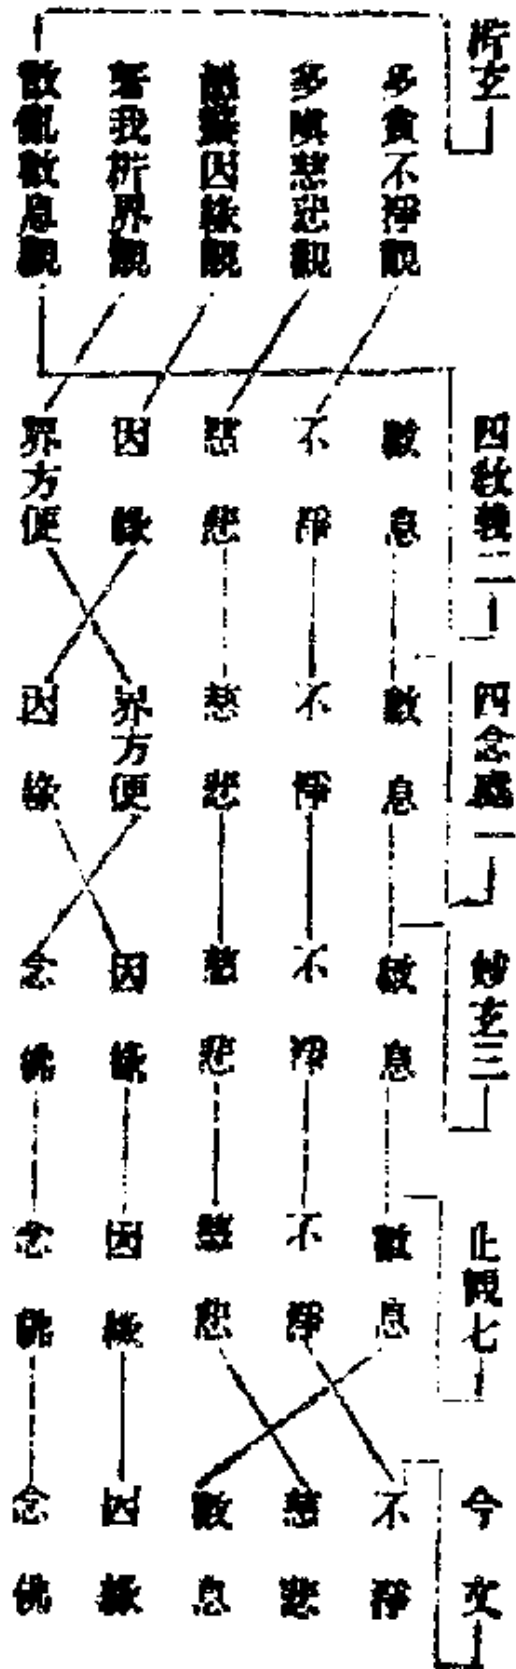 析玄
多貪不淨觀
多瞋慈悲觀
愚癡因緣觀
著我析界觀
散亂數息觀
四教義二
數息
不淨
慈悲
因緣
界方便
四念處一
數息
不淨
慈悲
界方便
因緣
妙玄三
數息
不淨
慈悲
因緣
念佛
止觀七
數息
不淨
慈悲
因緣
念佛
今文
不淨
慈悲
數息
因緣
念佛